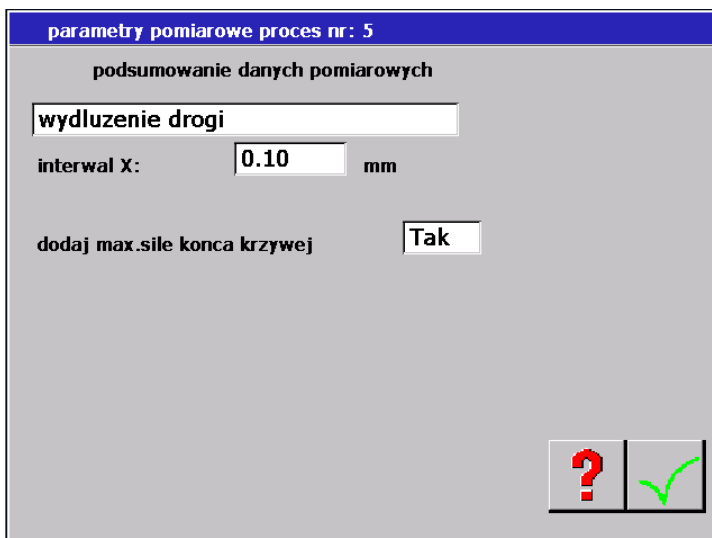 parametry pomiarowe proces nr: 5
podsumowanie danych pomiarowych
wydluzenie drogi
interwal X: 0.10 mm
dodaj max.sile konca krzywej Tak
?